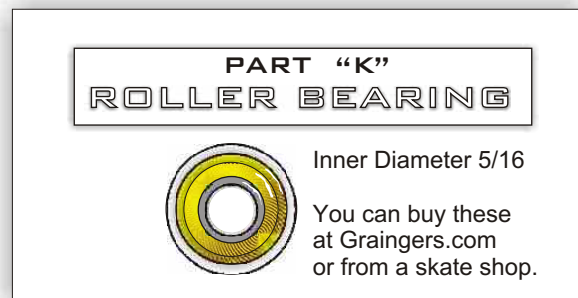 PART “K”
ROLLER BEARING
Inner Diameter 5/16
You can buy these
at Graingers.com
or from a skate shop.